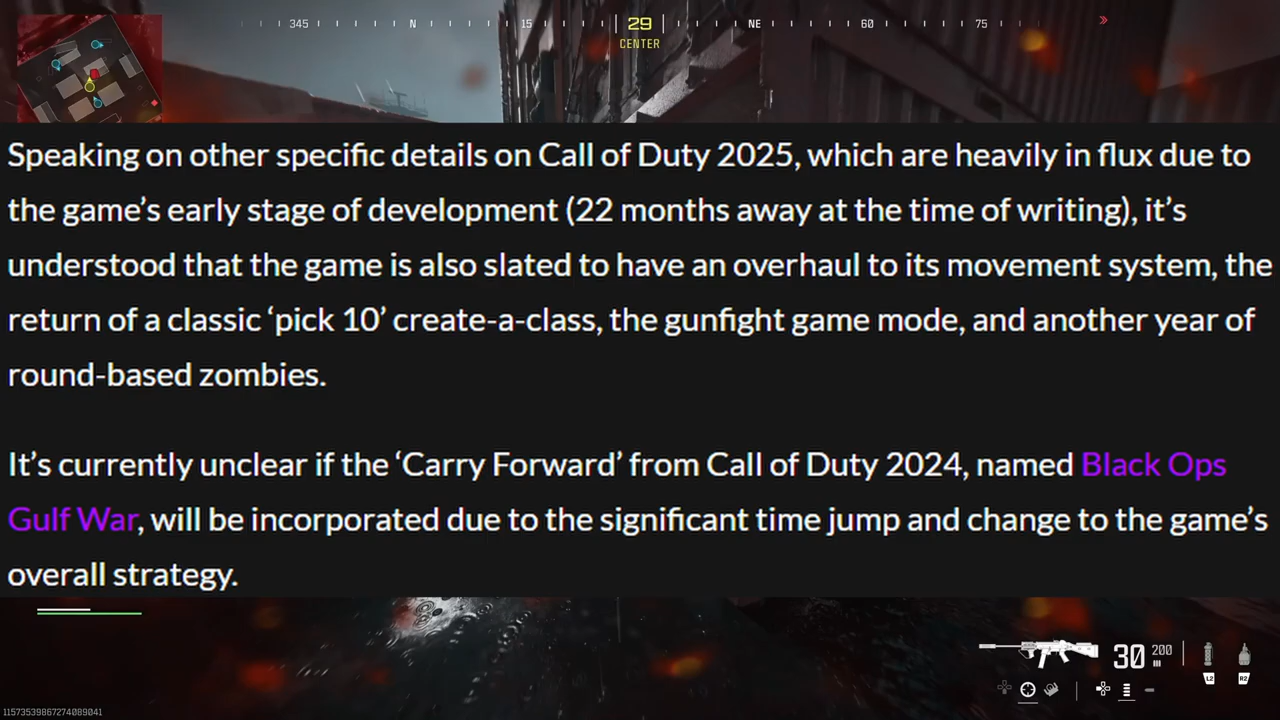 345 N 15 29 NE 60 75
CENTER
Speaking on other specific details on Call of Duty 2025, which are heavily in flux due to
the game’s early stage of development (22 months away at the time of writing), it’s
understood that the game is also slated to have an overhaul to its movement system, the
return of a classic ‘pick 10’ create-a-class, the gunfight game mode, and another year of
round-based zombies.
It’s currently unclear if the ‘Carry Forward’ from Call of Duty 2024, named Black Ops
Gulf War, will be incorporated due to the significant time jump and change to the game’s
overall strategy.
30 200
L2 R2
11573539867274089041